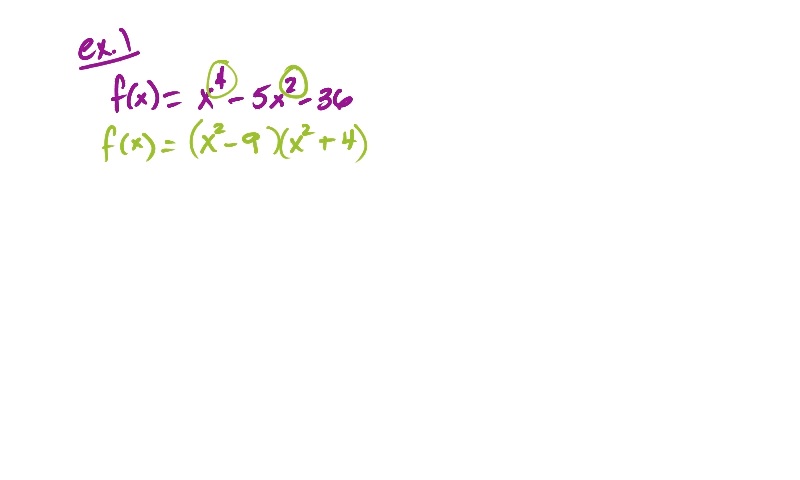 ex.1
f(x) = x⁴ - 5x² - 36
f(x) = (x² - 9)(x² + 4)